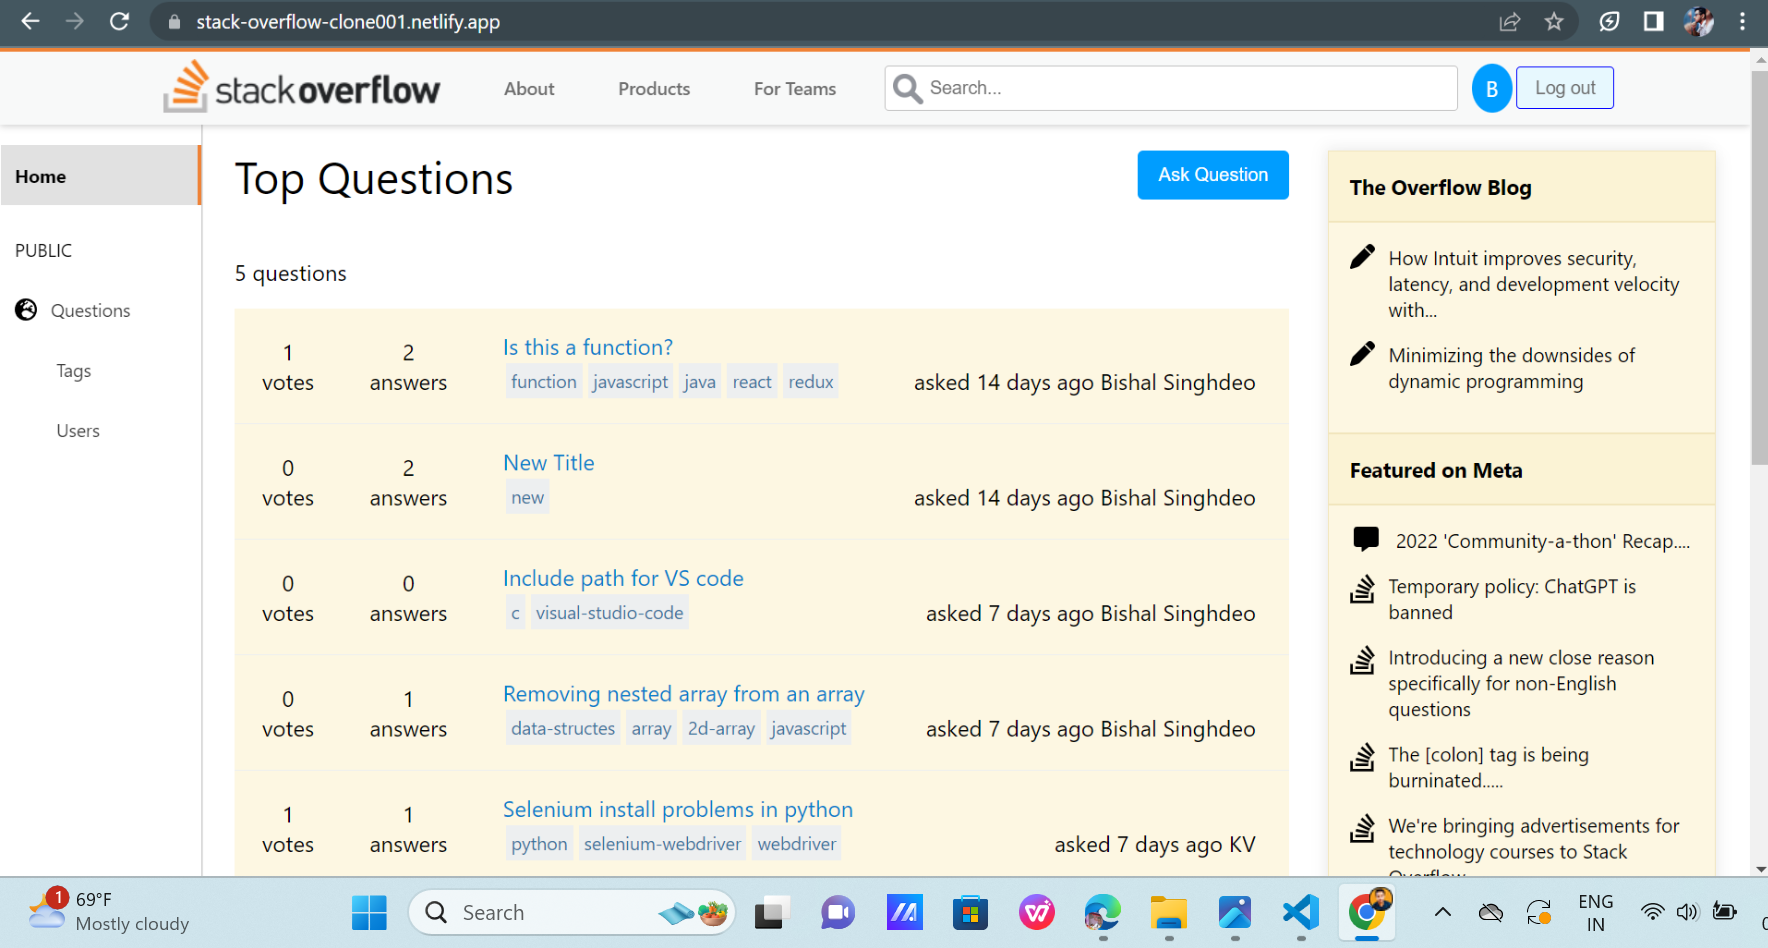 stack-overflow-clone001.netlify.app
stackoverflow
About
Products
For Teams
Search...
B
Log out
Home
PUBLIC
Questions
Tags
Users
Top Questions
Ask Question
5 questions
1
votes
2
answers
Is this a function?
function javascript java react redux
asked 14 days ago Bishal Singhdeo
0
votes
2
answers
New Title
new
asked 14 days ago Bishal Singhdeo
0
votes
0
answers
Include path for VS code
c visual-studio-code
asked 7 days ago Bishal Singhdeo
0
votes
1
answers
Removing nested array from an array
data-structes array 2d-array javascript
asked 7 days ago Bishal Singhdeo
1
votes
1
answers
Selenium install problems in python
python selenium-webdriver webdriver
asked 7 days ago KV
The Overflow Blog
How Intuit improves security,
latency, and development velocity
with...
Minimizing the downsides of
dynamic programming
Featured on Meta
2022 'Community-a-thon' Recap....
Temporary policy: ChatGPT is
banned
Introducing a new close reason
specifically for non-English
questions
The [colon] tag is being
burninated.....
We're bringing advertisements for
technology courses to Stack
Overflow
1
69°F
Mostly cloudy
Search
ENG
IN